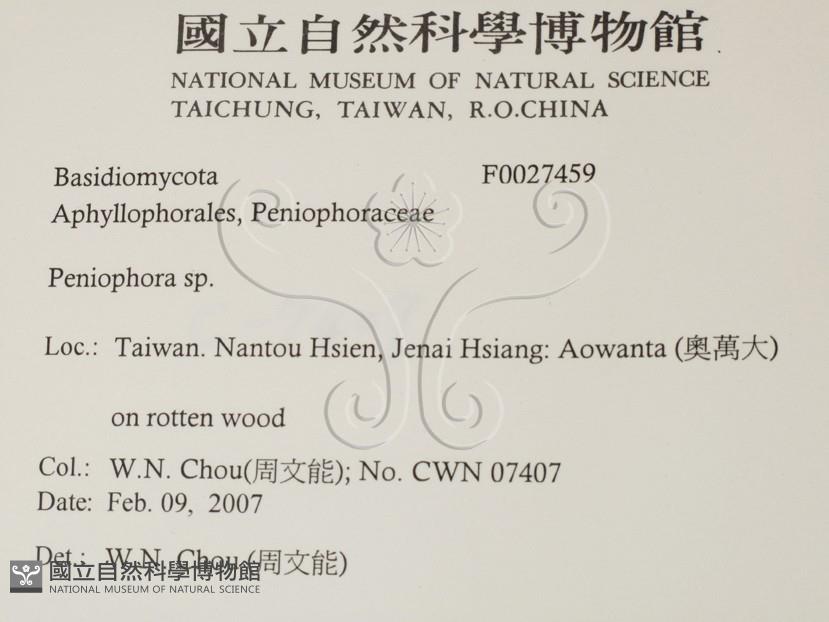 國立自然科學博物館
NATIONAL MUSEUM OF NATURAL SCIENCE
TAICHUNG, TAIWAN, R.O.CHINA
Basidiomycota F0027459
Aphyllophorales, Peniophoraceae
Peniophora sp.
Loc.: Taiwan. Nantou Hsien, Jenai Hsiang: Aowanta (奧萬大)
on rotten wood
Col.: W.N. Chou(周文能); No. CWN 07407
Date: Feb. 09, 2007
Det.: W.N. Chou (周文能)
國立自然科學博物館
NATIONAL MUSEUM OF NATURAL SCIENCE